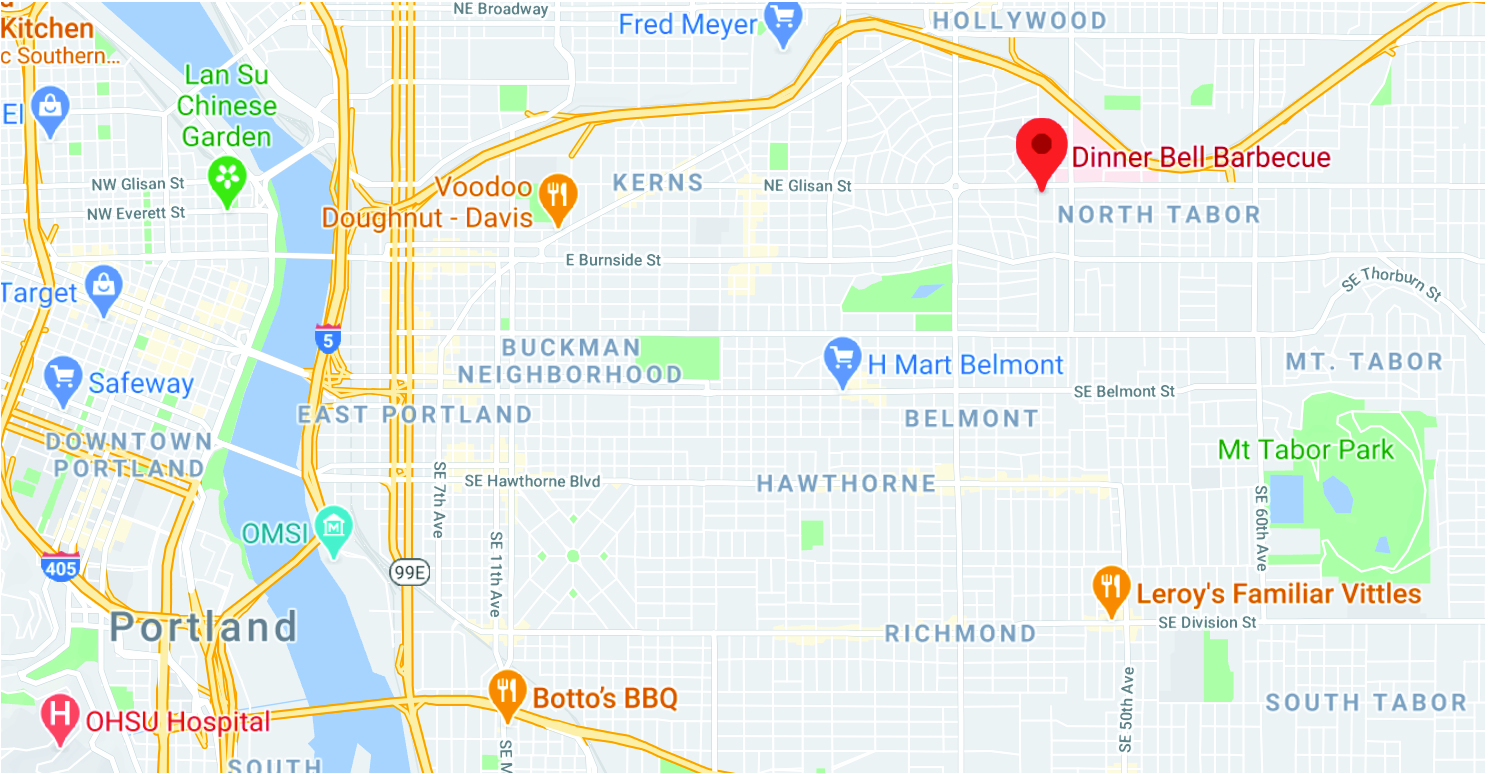 NE Broadway
Kitchen
c Southern...
Fred Meyer
HOLLYWOOD
Lan Su
Chinese
Garden
El
NW Glisan St
NW Everett St
Voodoo
Doughnut - Davis
KERNS
NE Glisan St
Dinner Bell Barbecue
NORTH TABOR
E Burnside St
SE Thorburn St
Target
5
BUCKMAN
NEIGHBORHOOD
H Mart Belmont
MT. TABOR
Safeway
SE Belmont St
EAST PORTLAND
BELMONT
DOWNTOWN
PORTLAND
Mt Tabor Park
SE 7th Ave
SE Hawthorne Blvd
HAWTHORNE
SE 60th Ave
OMSI
SE 11th Ave
405
99E
Leroy's Familiar Vittles
Portland
SE Division St
RICHMOND
Botto's BBQ
SE 50th Ave
SOUTH TABOR
H
OHSU Hospital
SE M
SOUTH